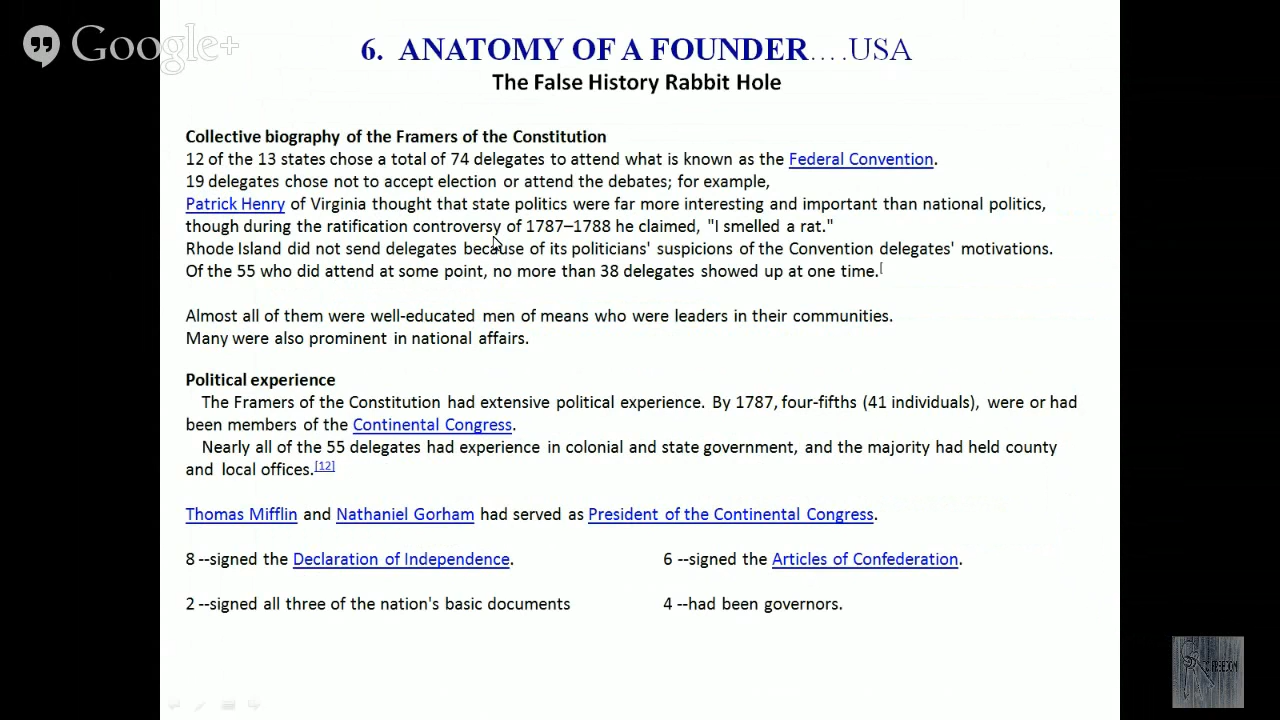 Google+
6. ANATOMY OF A FOUNDER....USA
The False History Rabbit Hole
Collective biography of the Framers of the Constitution
12 of the 13 states chose a total of 74 delegates to attend what is known as the Federal Convention.
19 delegates chose not to accept election or attend the debates; for example,
Patrick Henry of Virginia thought that state politics were far more interesting and important than national politics,
though during the ratification controversy of 1787–1788 he claimed, "I smelled a rat."
Rhode Island did not send delegates because of its politicians' suspicions of the Convention delegates' motivations.
Of the 55 who did attend at some point, no more than 38 delegates showed up at one time.[
Almost all of them were well-educated men of means who were leaders in their communities.
Many were also prominent in national affairs.
Political experience
The Framers of the Constitution had extensive political experience. By 1787, four-fifths (41 individuals), were or had
been members of the Continental Congress.
Nearly all of the 55 delegates had experience in colonial and state government, and the majority had held county
and local offices.[12]
Thomas Mifflin and Nathaniel Gorham had served as President of the Continental Congress.
8 --signed the Declaration of Independence. 6 --signed the Articles of Confederation.
2 --signed all three of the nation's basic documents 4 --had been governors.
FREEDOM